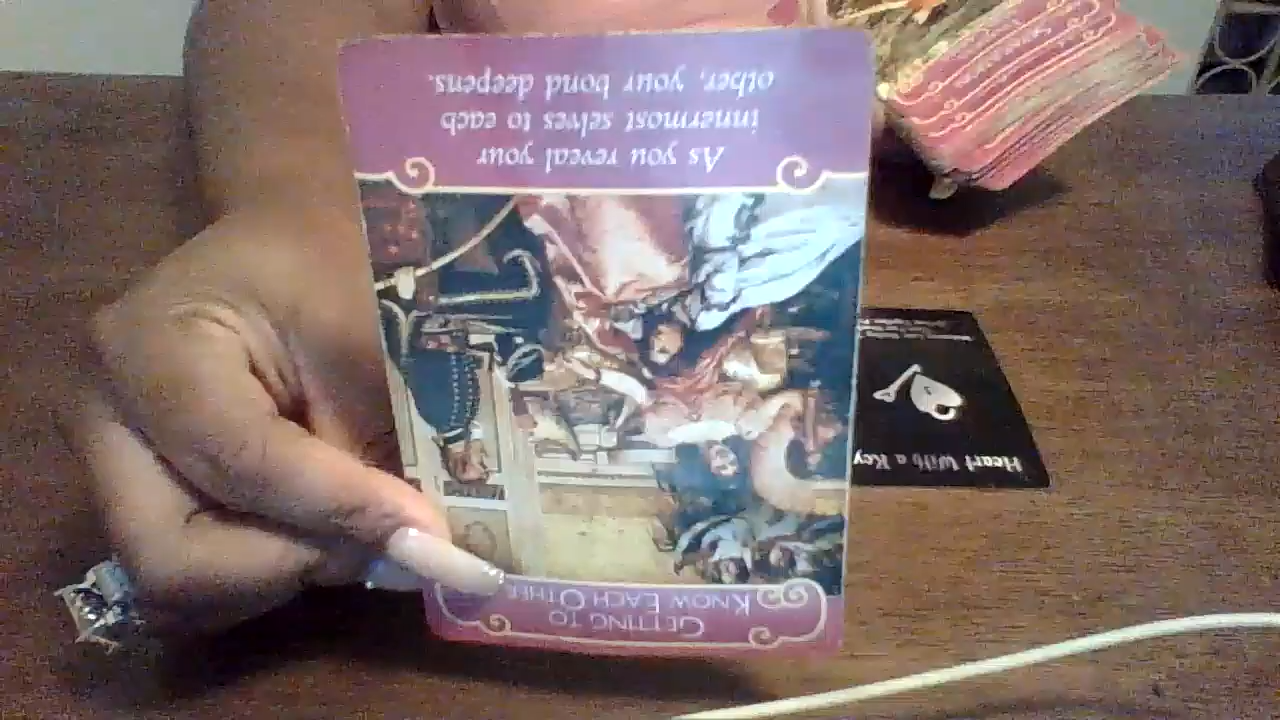 GETTING TO
KNOW EACH OTHER
As you reveal your
innermost selves to each
other, your bond deepens.
Heart With a Key